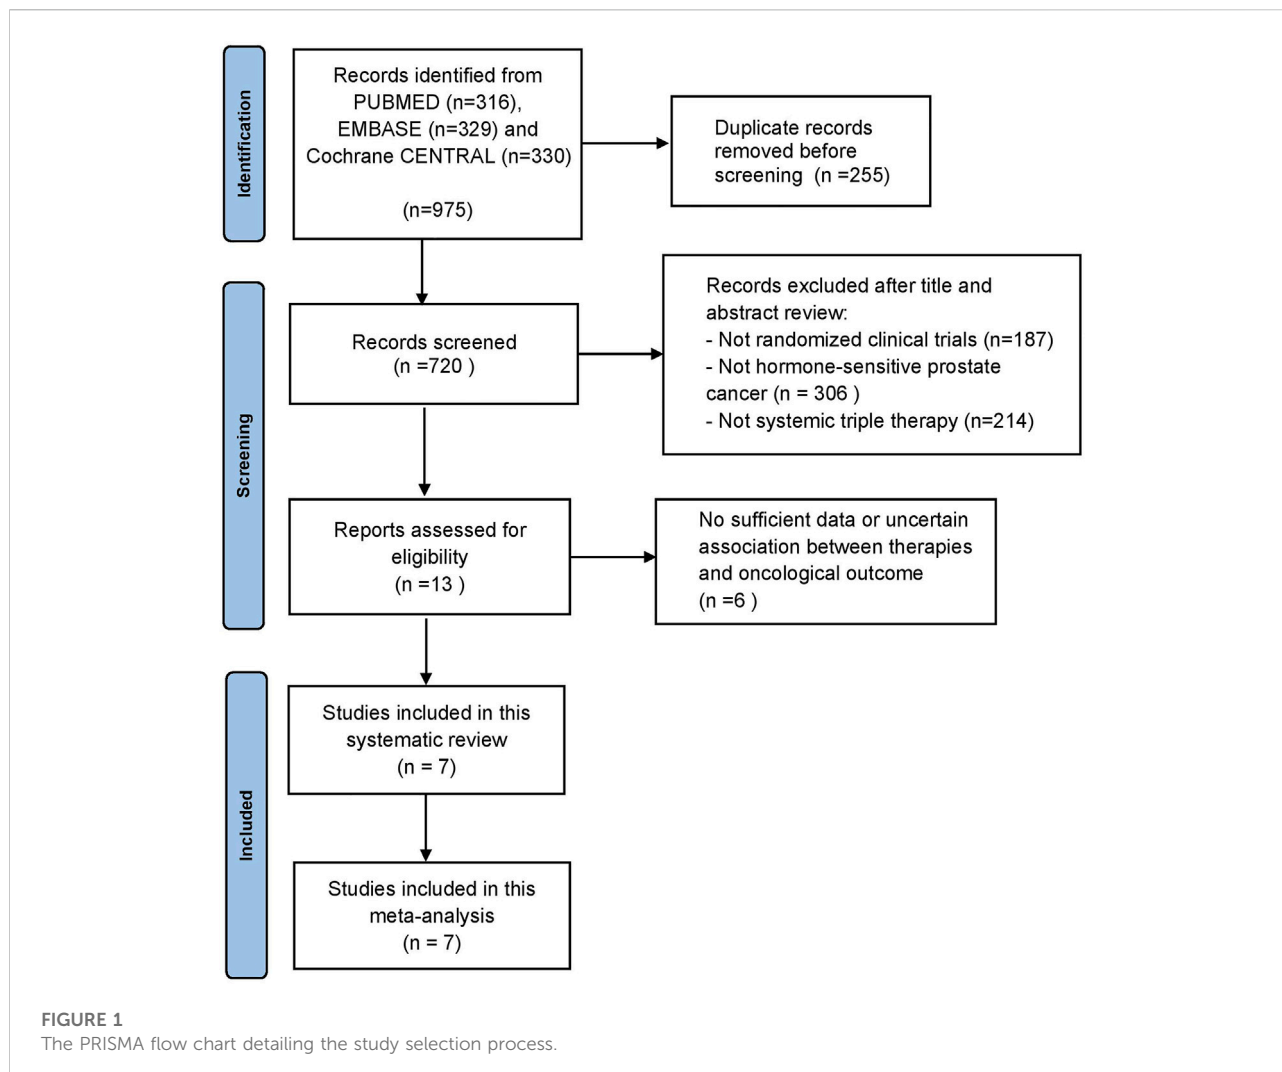 Identification
Records identified from
PUBMED (n=316),
EMBASE (n=329) and
Cochrane CENTRAL (n=330)
(n=975)
Duplicate records
removed before
screening (n =255)
Screening
Records screened
(n =720 )
Records excluded after title and
abstract review:
- Not randomized clinical trials (n=187)
- Not hormone-sensitive prostate
cancer (n = 306 )
- Not systemic triple therapy (n=214)
Reports assessed for
eligibility
(n =13 )
No sufficient data or uncertain
association between therapies
and oncological outcome
(n =6 )
Included
Studies included in this
systematic review
(n = 7)
Studies included in this
meta-analysis
(n = 7)
FIGURE 1
The PRISMA flow chart detailing the study selection process.